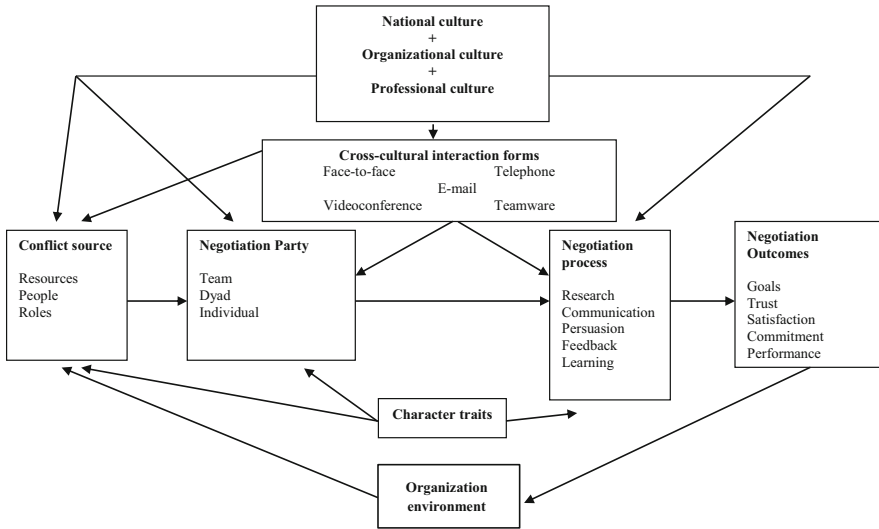 National culture
+
Organizational culture
+
Professional culture
Cross-cultural interaction forms
Face-to-face Telephone
E-mail
Videoconference Teamware
Conflict source
Resources
People
Roles
Negotiation Party
Team
Dyad
Individual
Negotiation
process
Research
Communication
Persuasion
Feedback
Learning
Negotiation
Outcomes
Goals
Trust
Satisfaction
Commitment
Performance
Character traits
Organization
environment